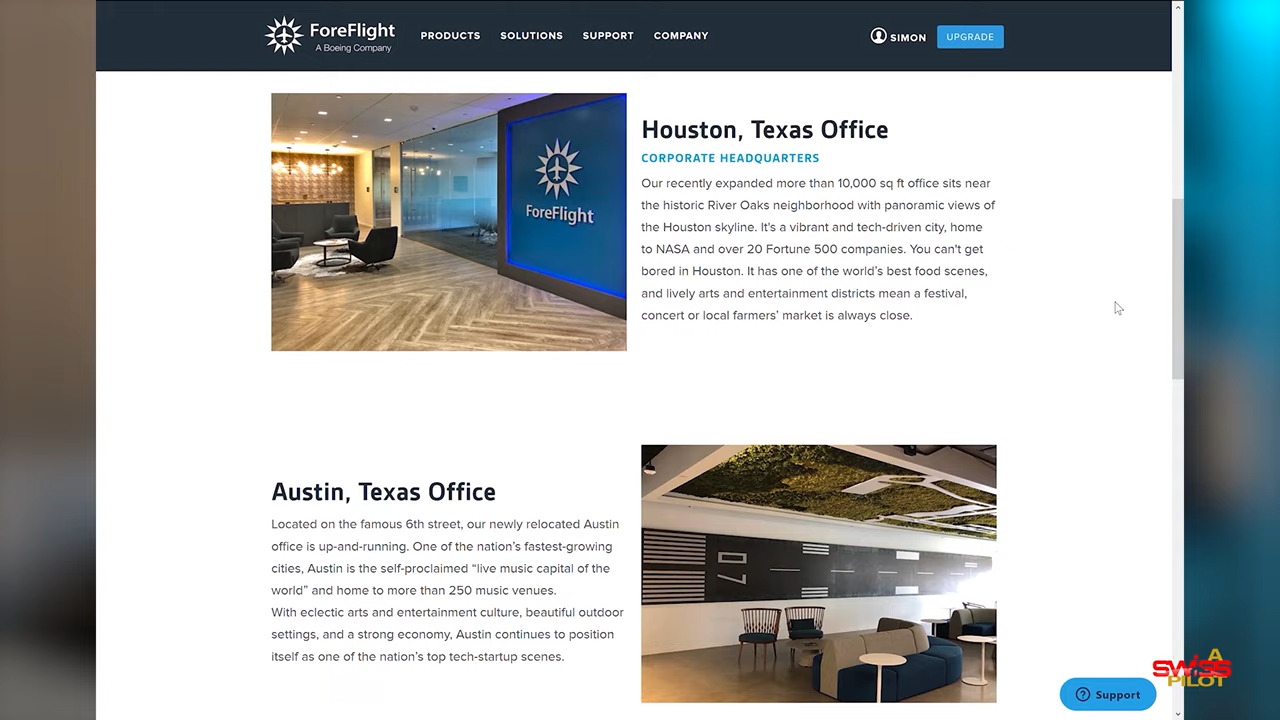 ForeFlight
A Boeing Company
PRODUCTS
SOLUTIONS
SUPPORT
COMPANY
SIMON
UPGRADE
ForeFlight
Houston, Texas Office
CORPORATE HEADQUARTERS
Our recently expanded more than 10,000 sq ft office sits near
the historic River Oaks neighborhood with panoramic views of
the Houston skyline. It's a vibrant and tech-driven city, home
to NASA and over 20 Fortune 500 companies. You can't get
bored in Houston. It has one of the world's best food scenes,
and lively arts and entertainment districts mean a festival,
concert or local farmers' market is always close.
Austin, Texas Office
Located on the famous 6th street, our newly relocated Austin
office is up-and-running. One of the nation's fastest-growing
cities, Austin is the self-proclaimed “live music capital of the
world” and home to more than 250 music venues.
With eclectic arts and entertainment culture, beautiful outdoor
settings, and a strong economy, Austin continues to position
itself as one of the nation's top tech-startup scenes.
07
Support
A
SWISS
PILOT